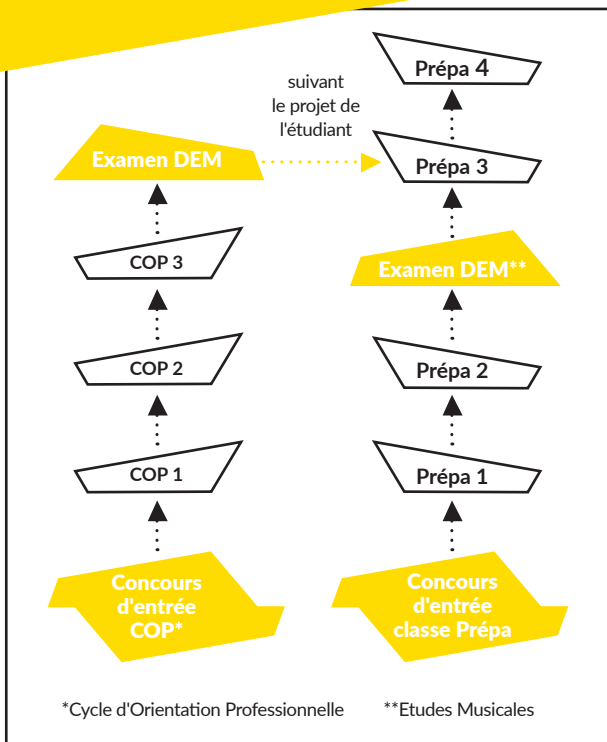 Prépa 4
suivant
le projet de
l'étudiant
Examen DEM
Prépa 3
COP 3
Examen DEM**
COP 2
Prépa 2
COP 1
Prépa 1
Concours
d'entrée
COP*
Concours
d'entrée
classe Prépa
*Cycle d'Orientation Professionnelle
**Etudes Musicales